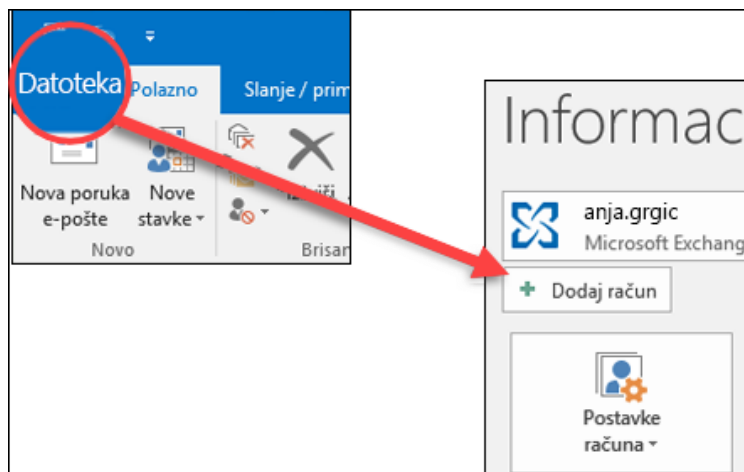 Datoteka
Polazno
Slanje / prim
Nova poruka
e-pošte
Nove
stavke
Novo
Brisan
Informac
anja.grgic
Microsoft Exchang
Dodaj račun
Postavke
računa